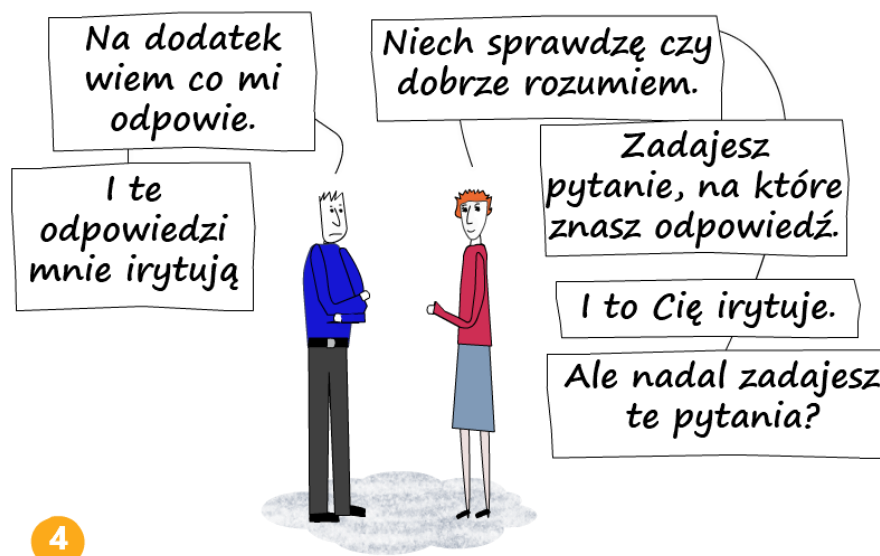 Na dodatek
wiem co mi
odpowie.
I te
odpowiedzi
mnie irytują
Niech sprawdzę czy
dobrze rozumiem.
Zadajesz
pytanie, na które
znasz odpowiedź.
I to Cię irytuje.
Ale nadal zadajesz
te pytania?
4